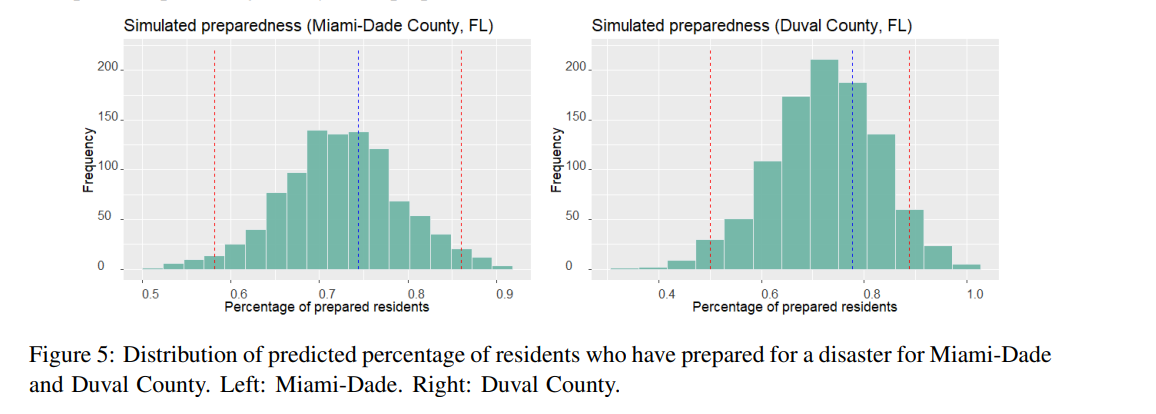 Simulated preparedness (Miami-Dade County, FL)
Simulated preparedness (Duval County, FL)
Frequency
200
150
100
50
0
0.5 0.6 0.7 0.8 0.9
Percentage of prepared residents
Frequency
200
150
100
50
0
0.4 0.6 0.8 1.0
Percentage of prepared residents
Figure 5: Distribution of predicted percentage of residents who have prepared for a disaster for Miami-Dade
and Duval County. Left: Miami-Dade. Right: Duval County.